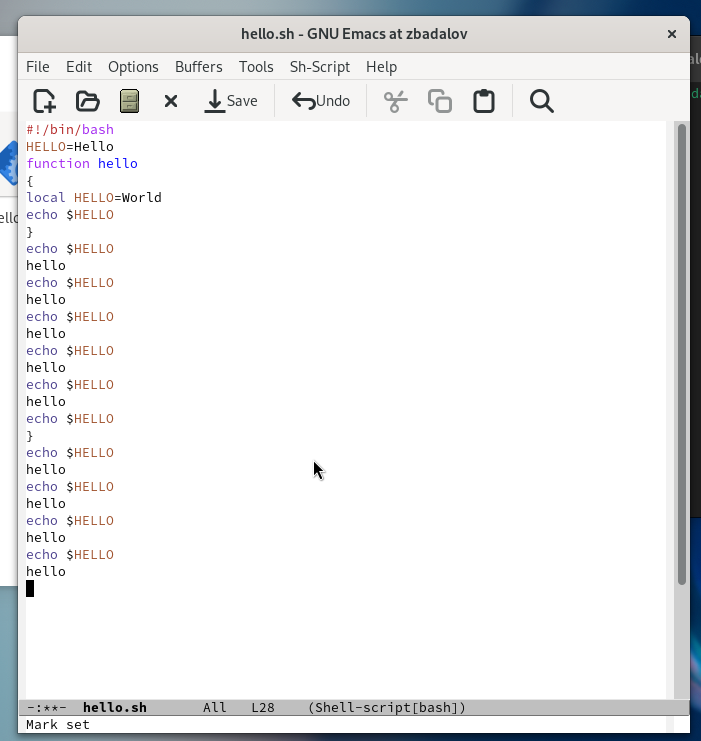 hello.sh - GNU Emacs at zbadalov
File Edit Options Buffers Tools Sh-Script Help
Save Undo
#!/bin/bash
HELLO=Hello
function hello
{
local HELLO=World
echo $HELLO
}
echo $HELLO
hello
echo $HELLO
hello
echo $HELLO
hello
echo $HELLO
hello
echo $HELLO
hello
echo $HELLO
}
echo $HELLO
hello
echo $HELLO
hello
echo $HELLO
hello
echo $HELLO
hello
-:**- hello.sh All L28 (Shell-script[bash])
Mark set